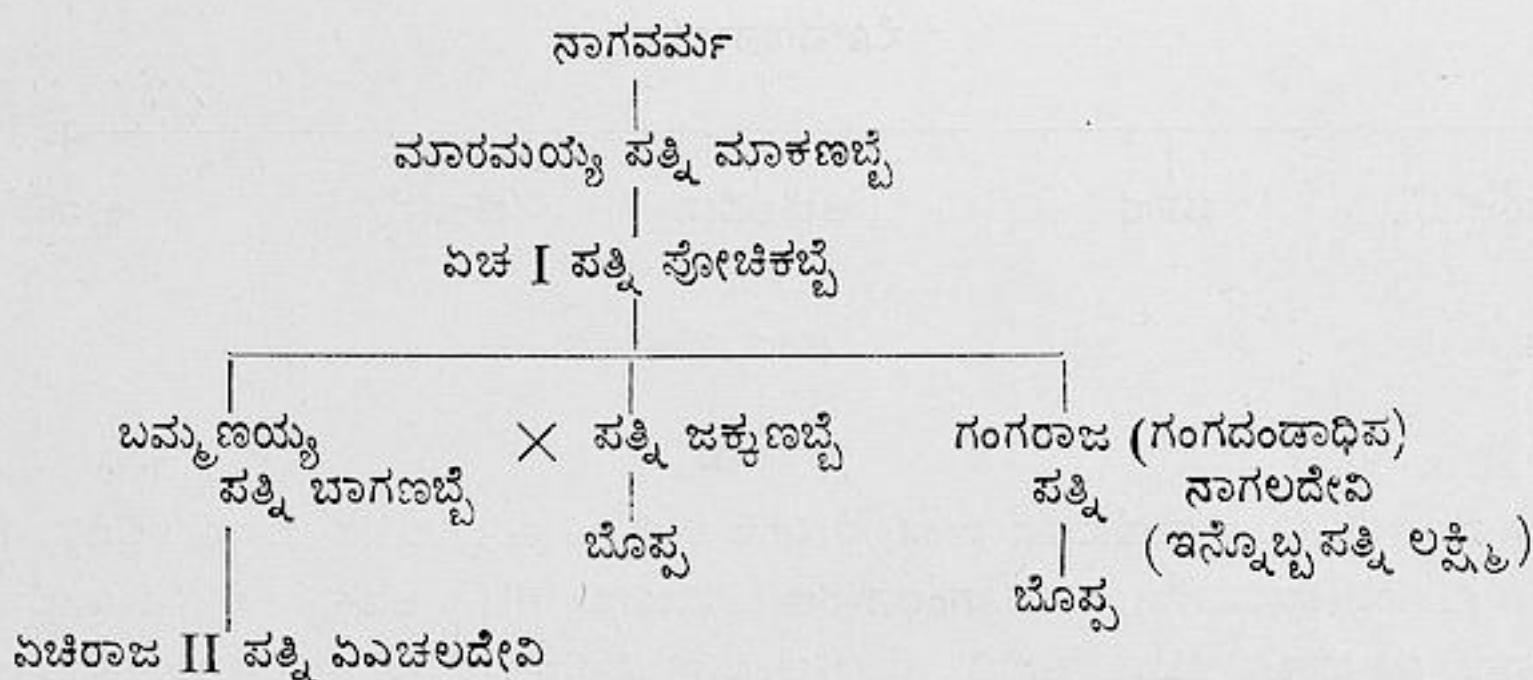 ನಾಗವರ್ಮ
ಮಾರಮಯ್ಯ ಪತ್ನಿ ಮಾಕಣಬ್ಬೆ
ಏಚ I ಪತ್ನಿ ಪೋಚಿಕಬ್ಬೆ
ಬಮ್ಮಣಯ್ಯ × ಪತ್ನಿ ಜಕ್ಕಣಬ್ಬೆ ಗಂಗರಾಜ (ಗಂಗದಂಡಾಧಿಪ)
ಪತ್ನಿ ಬಾಗಣಬ್ಬೆ ಪತ್ನಿ ನಾಗಲದೇವಿ
ಬೊಪ್ಪ (ಇನ್ನೊಬ್ಬ ಪತ್ನಿ ಲಕ್ಷ್ಮಿ)
ಬೊಪ್ಪ
ಏಚಿರಾಜ II ಪತ್ನಿ ಏಎಚಲದೇವಿ